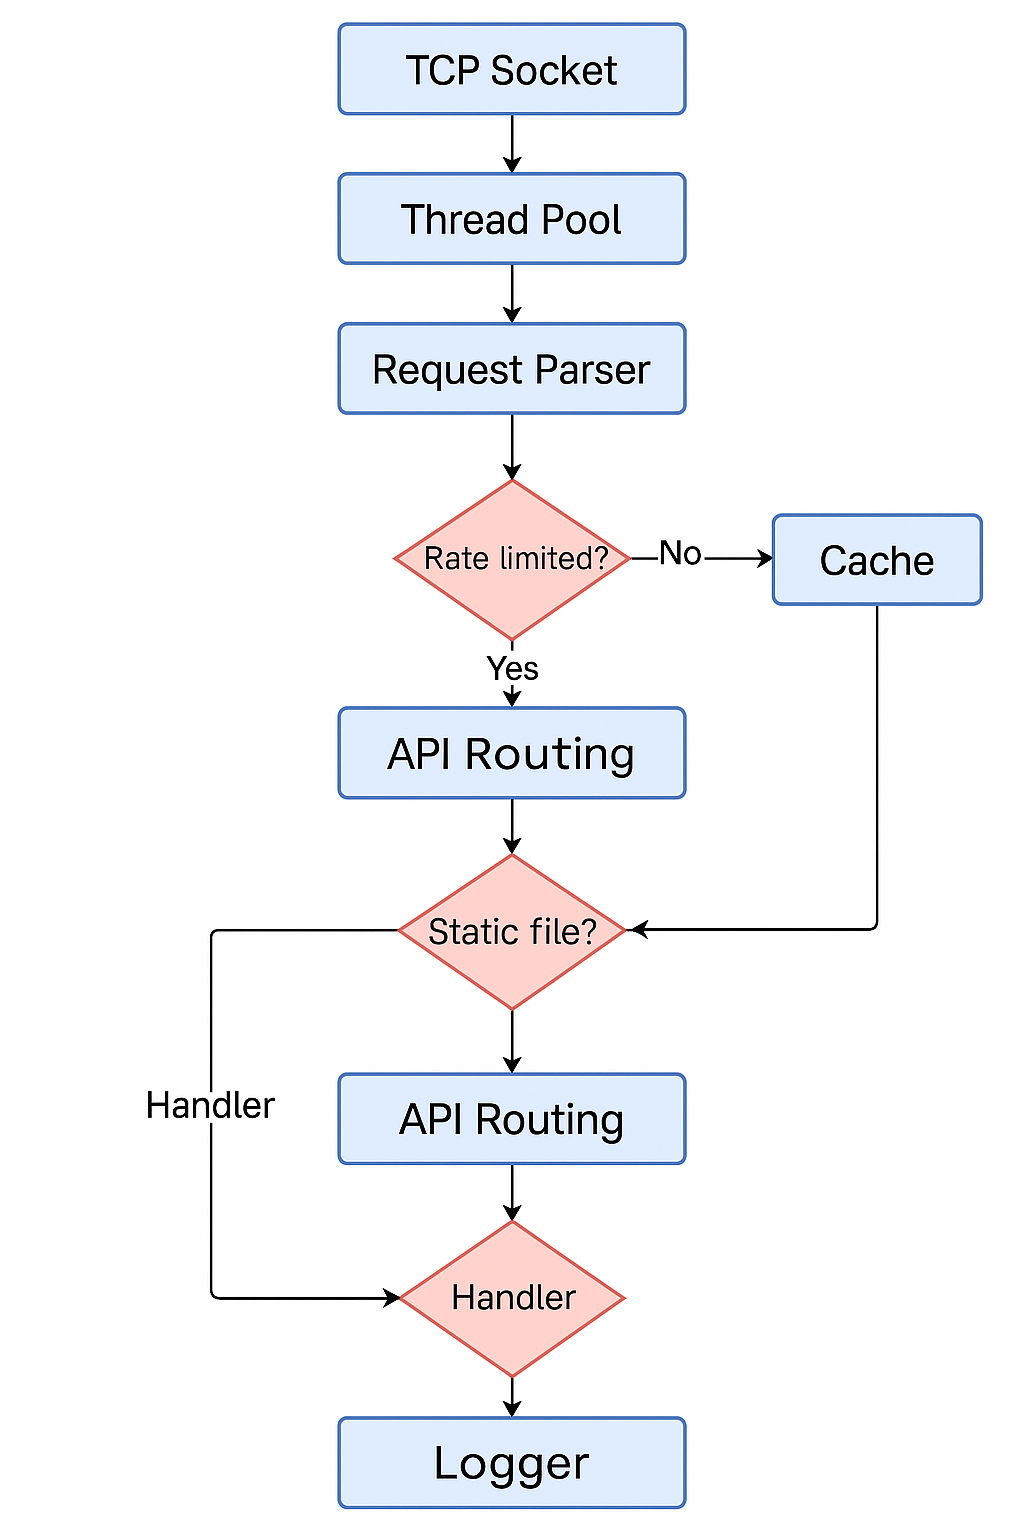 TCP Socket
Thread Pool
Request Parser
Rate limited?
No
Cache
Yes
API Routing
Static file?
Handler
API Routing
Handler
Logger